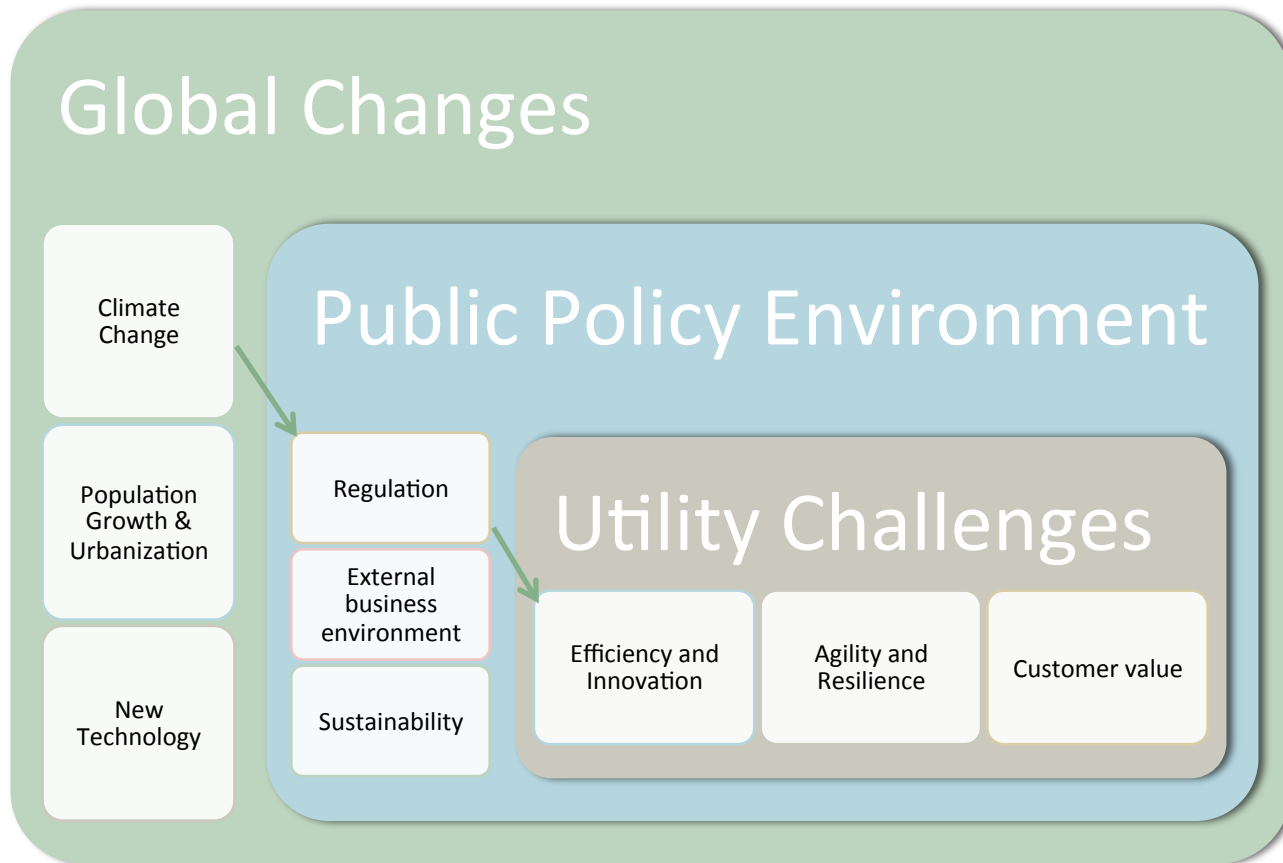 Global Changes
Climate
Change
Population
Growth &
Urbanization
New
Technology
Public Policy Environment
Regulation
External
business
environment
Sustainability
Utility Challenges
Efficiency and
Innovation
Agility and
Resilience
Customer value